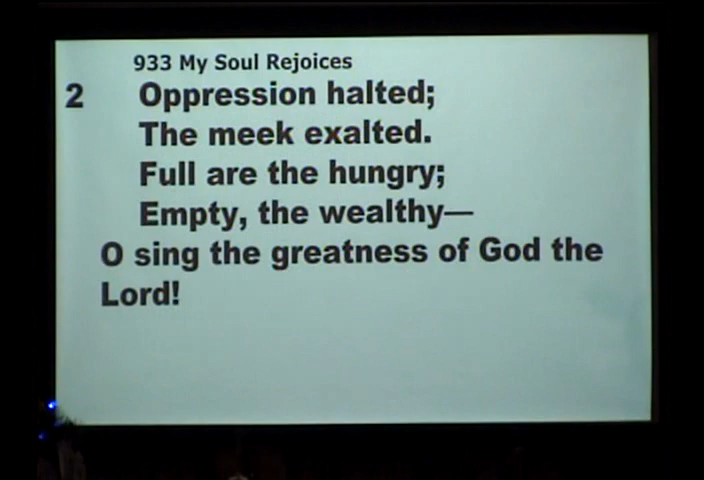 933 My Soul Rejoices
2 Oppression halted;
The meek exalted.
Full are the hungry;
Empty, the wealthy—
O sing the greatness of God the
Lord!